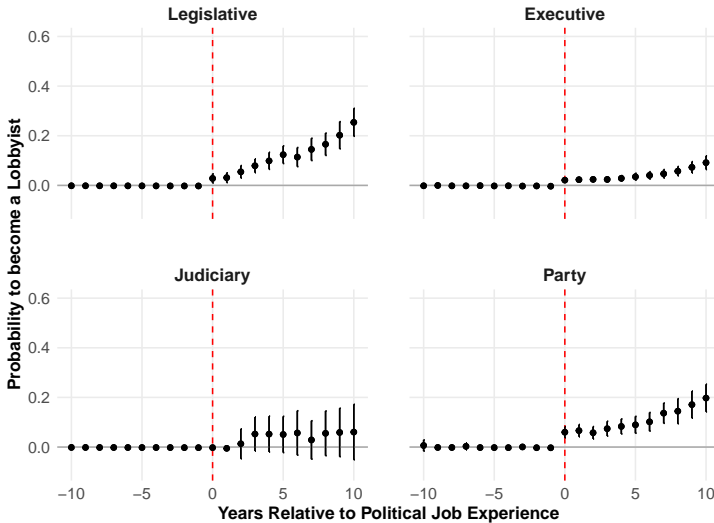 Legislative
Executive
0.6
0.4
0.2
0.0
Judiciary
Party
0.6
0.4
0.2
0.0
−10 −5 0 5 10
−10 −5 0 5 10
Years Relative to Political Job Experience
Probability to become a Lobbyist